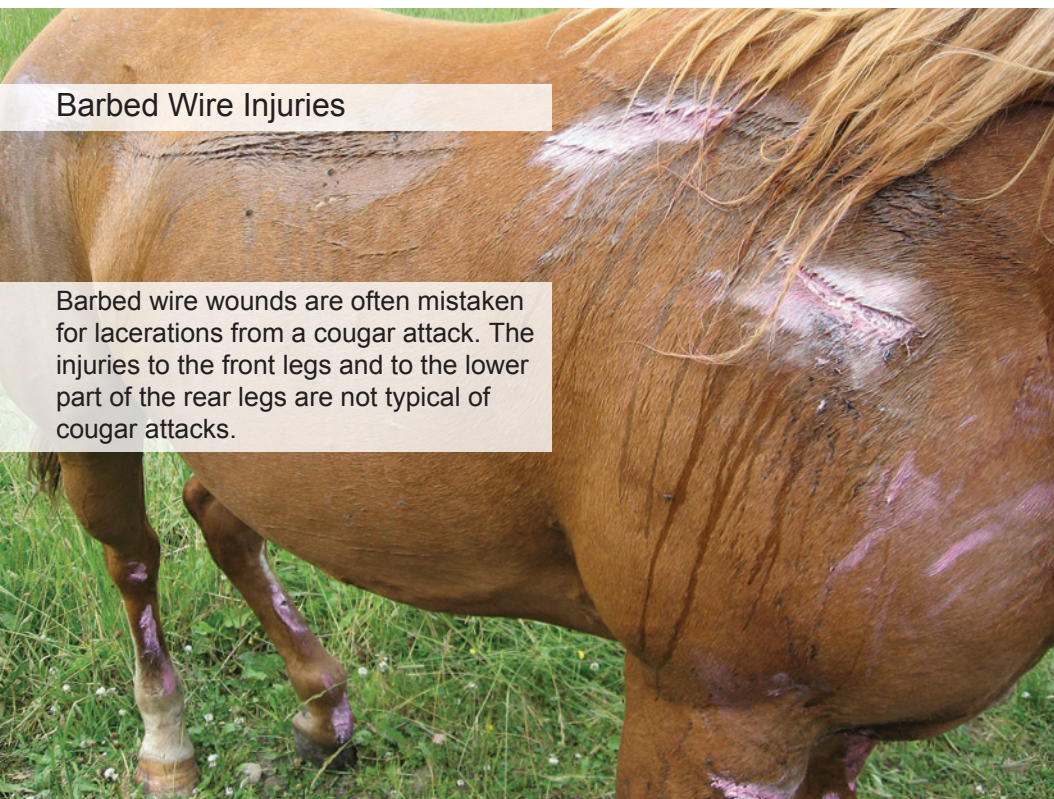 Barbed Wire Injuries
Barbed wire wounds are often mistaken
for lacerations from a cougar attack. The
injuries to the front legs and to the lower
part of the rear legs are not typical of
cougar attacks.